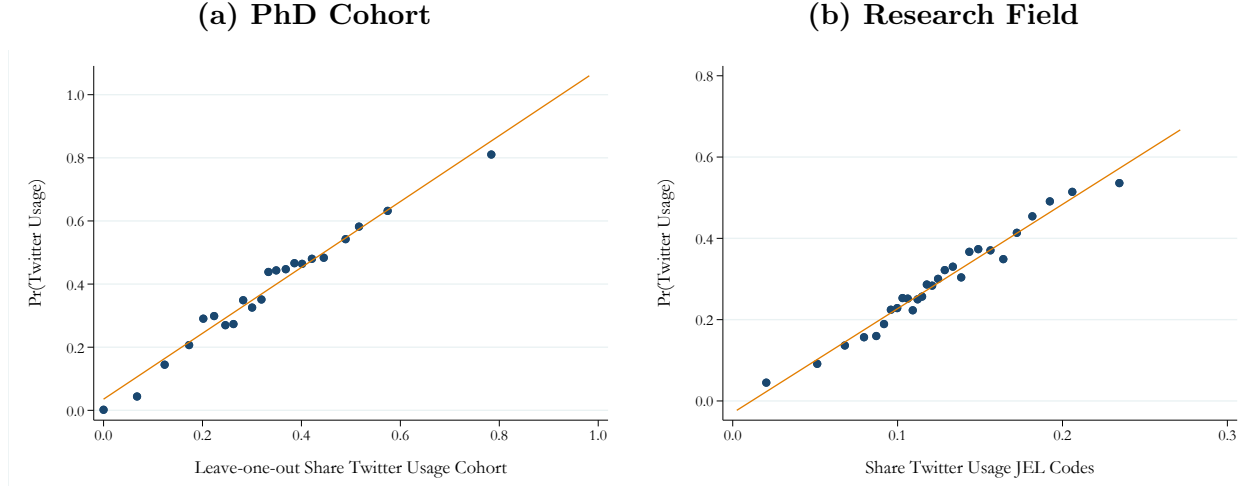 (a) PhD Cohort
Pr(Twitter Usage)
1.0
0.8
0.6
0.4
0.2
0.0
0.0 0.2 0.4 0.6 0.8 1.0
Leave-one-out Share Twitter Usage Cohort
(b) Research Field
Pr(Twitter Usage)
0.8
0.6
0.4
0.2
0.0
0.0 0.1 0.2 0.3
Share Twitter Usage JEL Codes